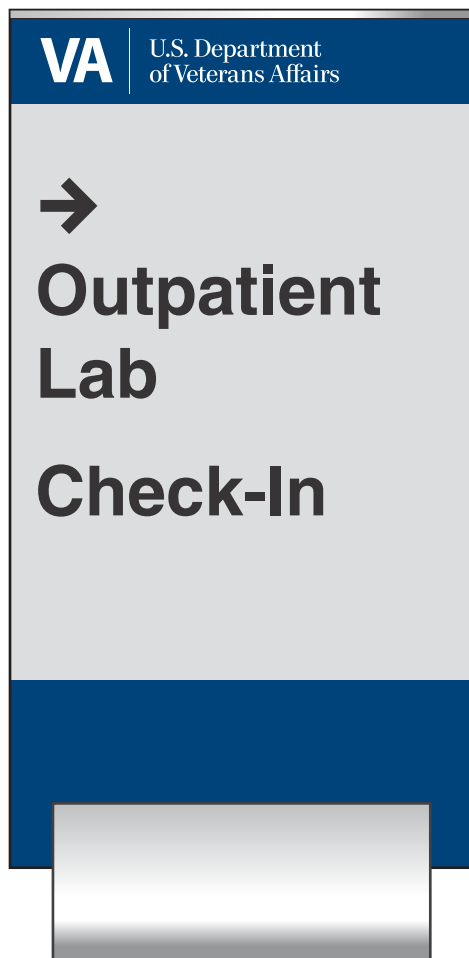 VA
U.S. Department
of Veterans Affairs
→
Outpatient
Lab
Check-In